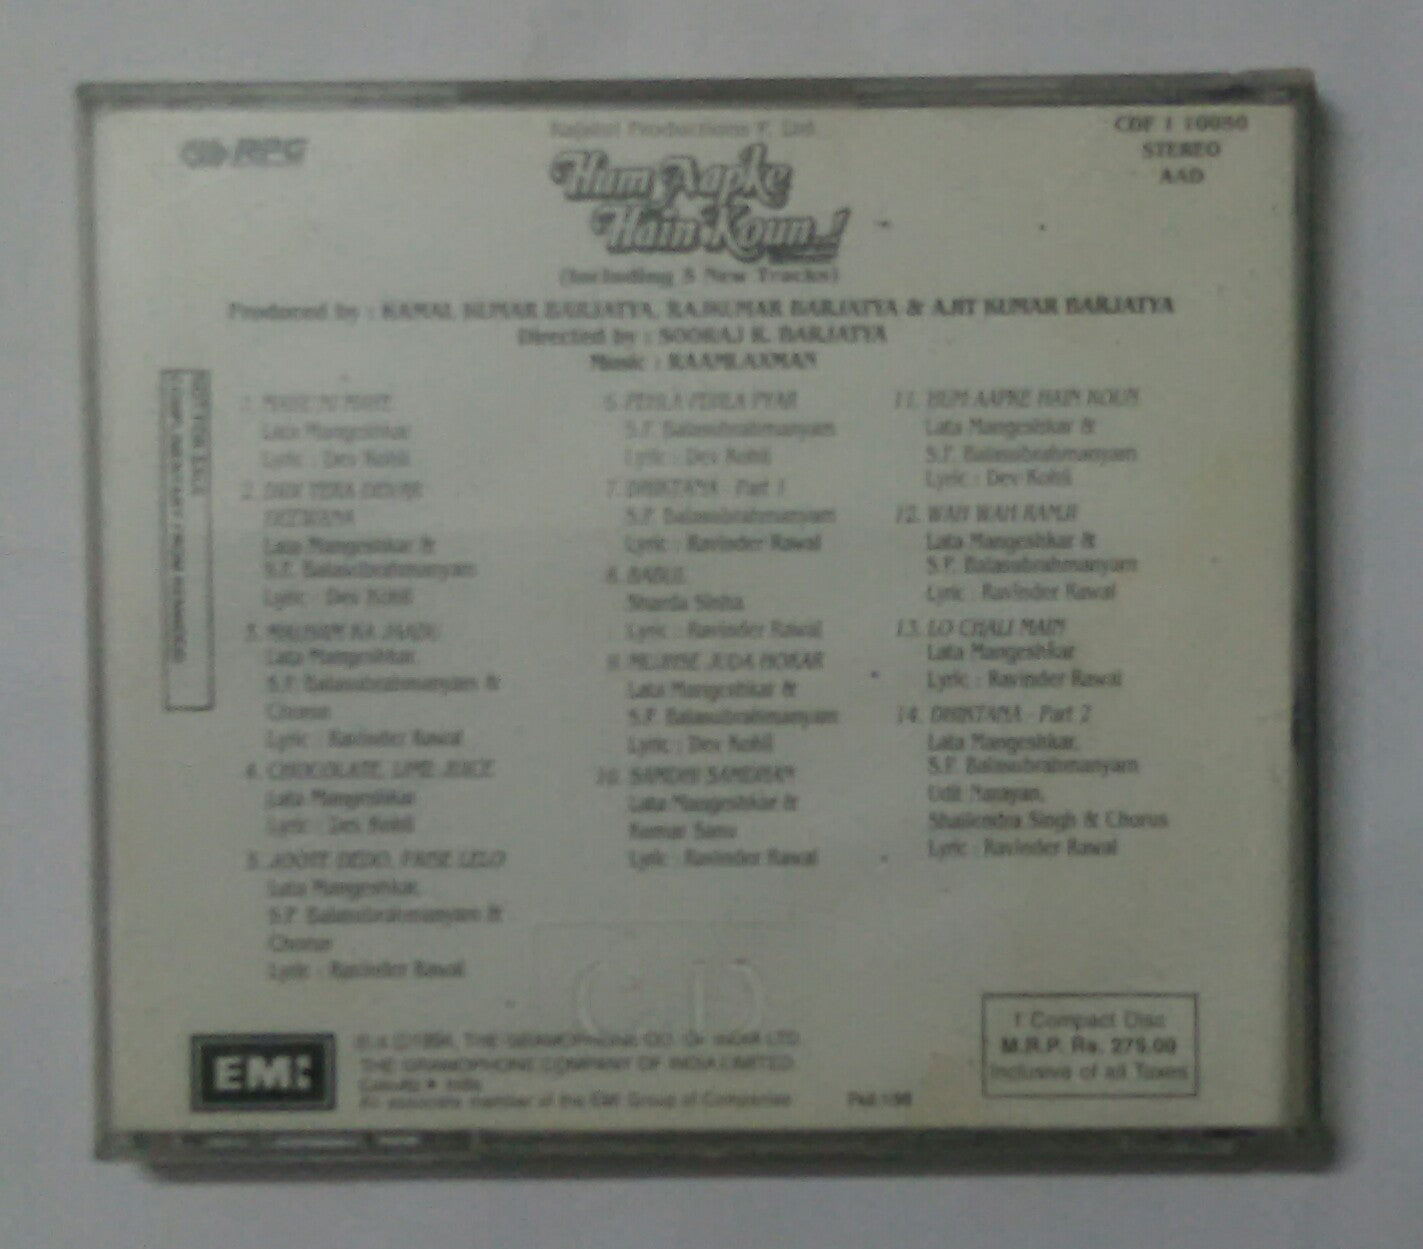 RPG
Rajshri Productions P. Ltd.
CDF 1 10080
STEREO
AAD
Hum Aapke
Hain Koun..!
(Including 3 New Tracks)
Produced by : KAMAL KUMAR BARJATYA, RAJKUMAR BARJATYA & AJIT KUMAR BARJATYA
Directed by : SOORAJ R. BARJATYA
Music : RAAMLAXMAN
NOT FOR SALE
1. MAYE NI MAYE
Lata Mangeshkar
Lyric : Dev Kohli
2. DIDI TERA DEVAR
DEEWANA
Lata Mangeshkar &
S.P. Balasubrahmanyam
Lyric : Dev Kohli
3. MAUSAM KA JAADU
Lata Mangeshkar,
S.P. Balasubrahmanyam &
Chorus
Lyric : Ravinder Rawal
4. CHOCOLATE, LIME JUICE
Lata Mangeshkar
Lyric : Dev Kohli
5. JOOTE DEDO, PAISE LELO
Lata Mangeshkar,
S.P. Balasubrahmanyam &
Chorus
Lyric : Ravinder Rawal
6. PEHLA PEHLA PYAR
S.P. Balasubrahmanyam
Lyric : Dev Kohli
7. DHIKTANA - Part 1
S.P. Balasubrahmanyam
Lyric : Ravinder Rawal
8. BABUL
Sharda Sinha
Lyric : Ravinder Rawal
9. MUJHSE JUDA HOKAR
Lata Mangeshkar &
S.P. Balasubrahmanyam
Lyric : Dev Kohli
10. SAMDHI SAMDHAN
Lata Mangeshkar &
Kumar Sanu
Lyric : Ravinder Rawal
11. HUM AAPKE HAIN KOUN
Lata Mangeshkar &
S.P. Balasubrahmanyam
Lyric : Dev Kohli
12. WAH WAH RAMJI
Lata Mangeshkar &
S.P. Balasubrahmanyam
Lyric : Ravinder Rawal
13. LO CHALI MAIN
Lata Mangeshkar
Lyric : Ravinder Rawal
14. DHIKTANA - Part 2
Lata Mangeshkar,
S.P. Balasubrahmanyam
Udit Narayan,
Shailendra Singh & Chorus
Lyric : Ravinder Rawal
CD
EMI
1994, THE GRAMOPHONE CO. OF INDIA LTD.
THE GRAMOPHONE COMPANY OF INDIA LIMITED
Calcutta • India
An associate member of the EMI Group of Companies
1 Compact Disc
M.R.P. Rs. 275.00
Inclusive of all Taxes